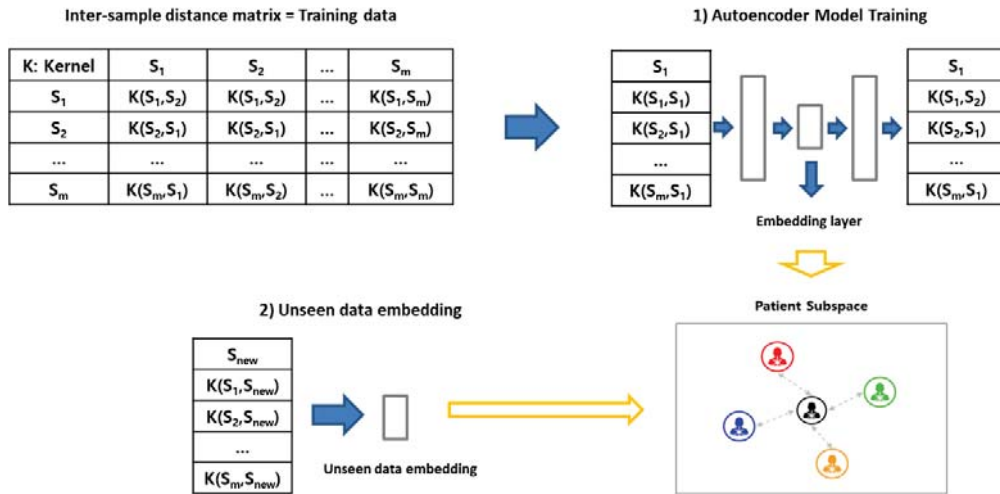 Inter-sample distance matrix = Training data
K: Kernel S₁ S₂ ... Sₘ
S₁ K(S₁,S₂) K(S₁,S₂) ... K(S₁,Sₘ)
S₂ K(S₂,S₁) K(S₂,S₁) ... K(S₂,Sₘ)
... ... ... ... ...
Sₘ K(Sₘ,S₁) K(Sₘ,S₂) ... K(Sₘ,Sₘ)
1) Autoencoder Model Training
S₁
K(S₁,S₁)
K(S₂,S₁)
...
K(Sₘ,S₁)
S₁
K(S₁,S₂)
K(S₂,S₁)
...
K(Sₘ,S₁)
Embedding layer
Patient Subspace
2) Unseen data embedding
Sₙₑw
K(S₁,Sₙₑw)
K(S₂,Sₙₑw)
...
K(Sₘ,Sₙₑw)
Unseen data embedding